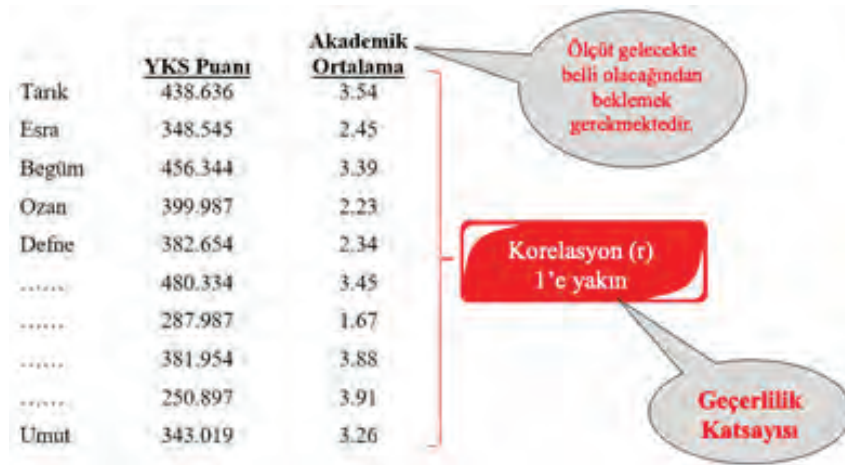 YKS Puanı Akademik Ortalama
Tarık 438.636 3.54
Esra 348.545 2.45
Begüm 456.344 3.39
Ozan 399.987 2.23
Defne 382.654 2.34
...... 480.334 3.45
...... 287.987 1.67
...... 381.954 3.88
...... 250.897 3.91
Umut 343.019 3.26
Ölçüt gelecekte
belli olacağından
beklemek
gerekmektedir.
Korelasyon (r)
1’e yakın
Geçerlilik
Katsayısı